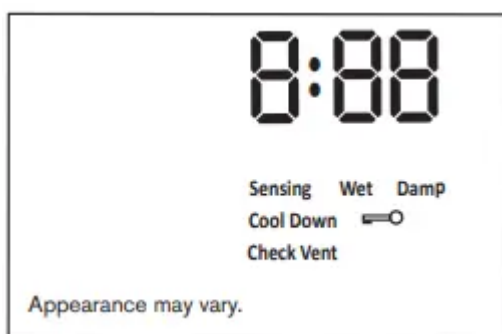 8:88
Sensing Wet Damp
Cool Down
Check Vent
Appearance may vary.